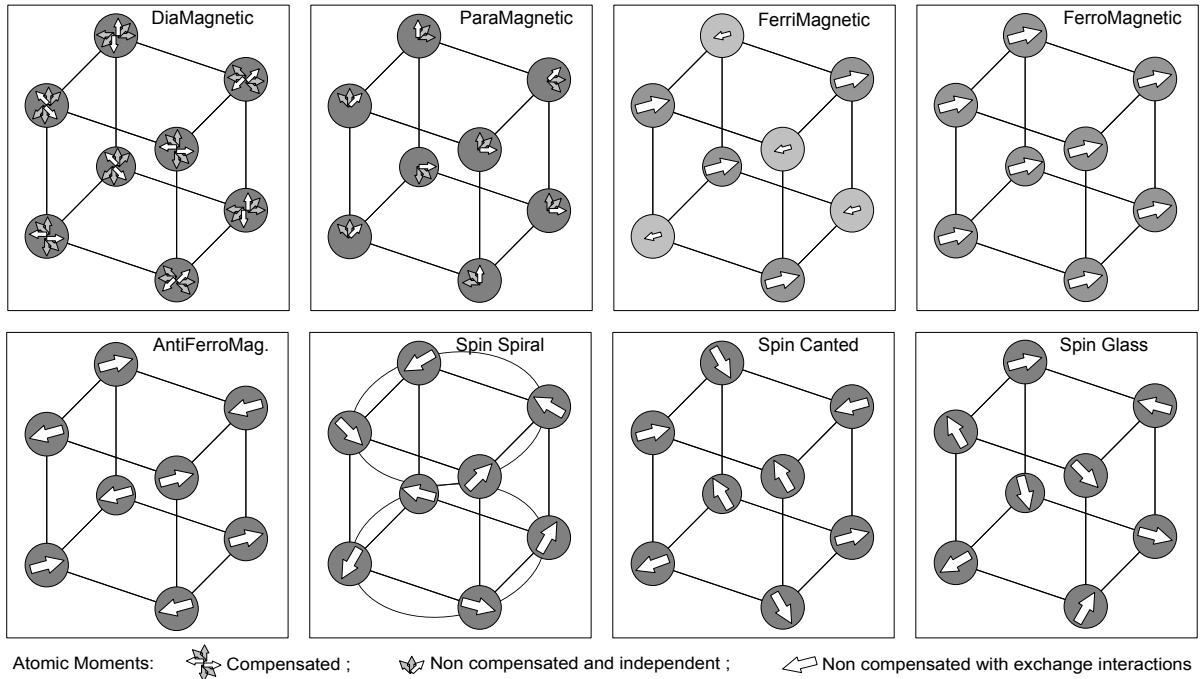 DiaMagnetic
ParaMagnetic
FerriMagnetic
FerroMagnetic
AntiFerroMag.
Spin Spiral
Spin Canted
Spin Glass
Atomic Moments: Compensated ; Non compensated and independent ; Non compensated with exchange interactions